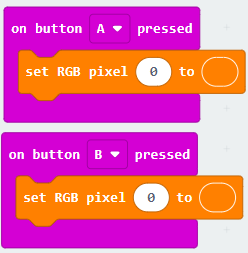 on button A pressed
set RGB pixel 0 to
on button B pressed
set RGB pixel 0 to